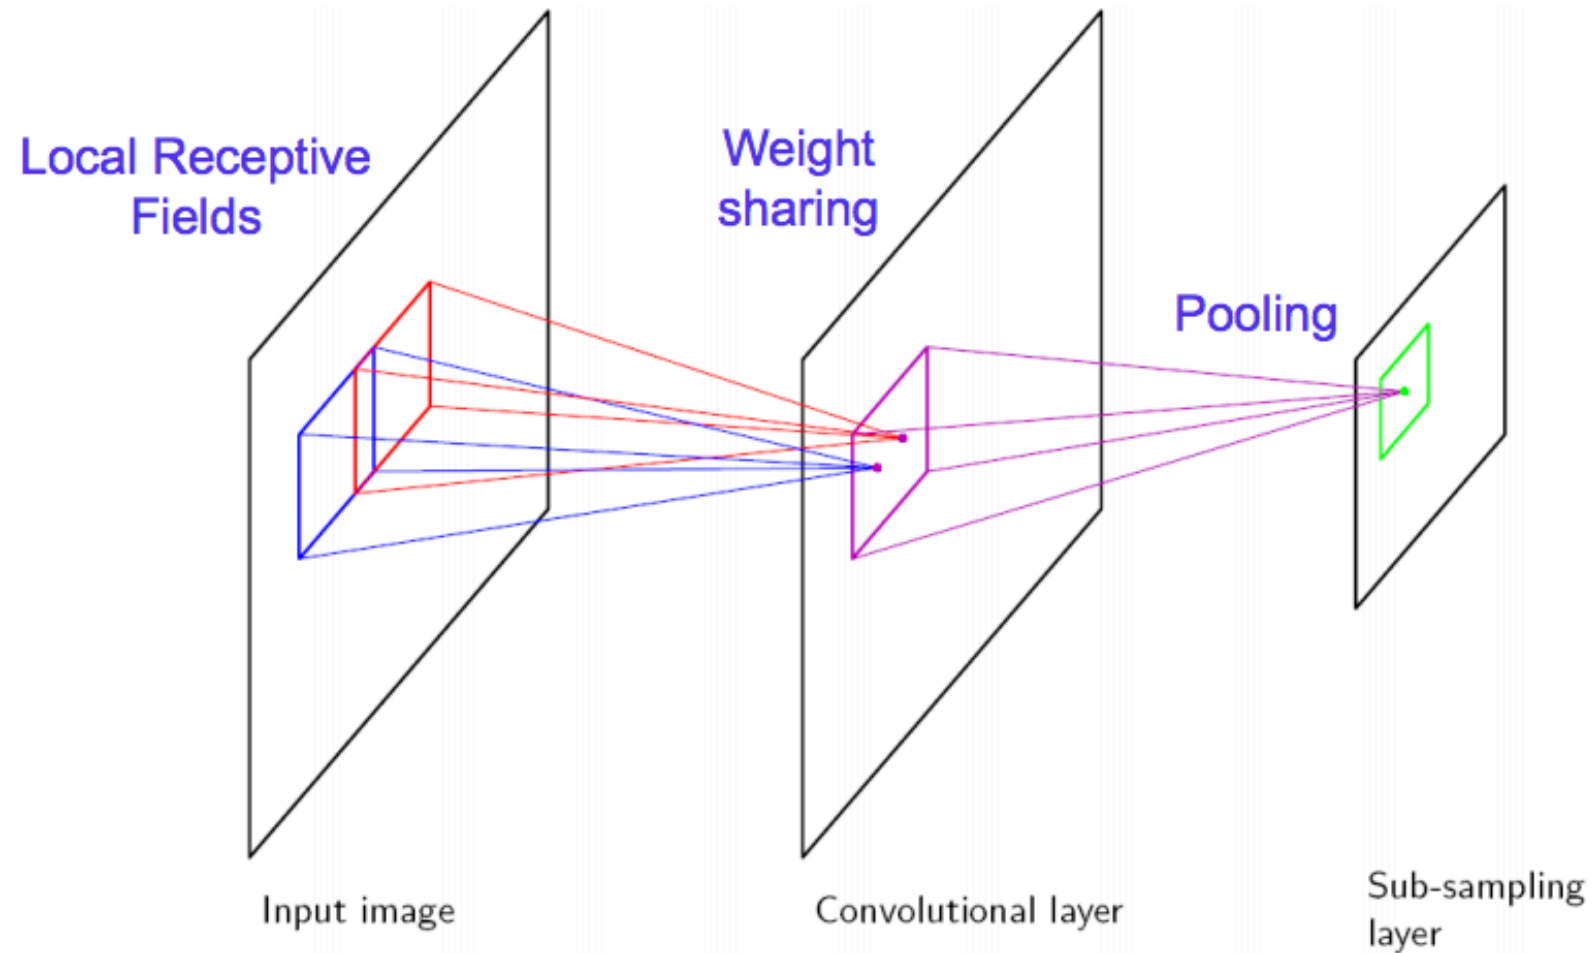 Local Receptive
Fields
Weight
sharing
Pooling
Input image
Convolutional layer
Sub-sampling
layer